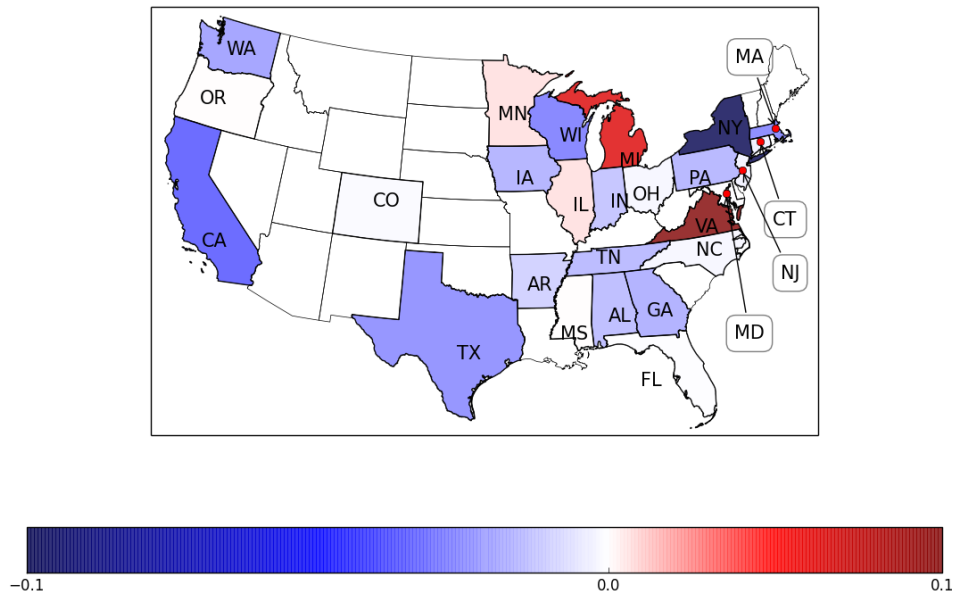 MA
WA
OR
MN
NY
WI
MI
IA
PA
CO
IL
IN
OH
CA
VA
CT
NC
TN
NJ
AR
AL
GA
MS
MD
TX
FL
−0.1
0.0
0.1